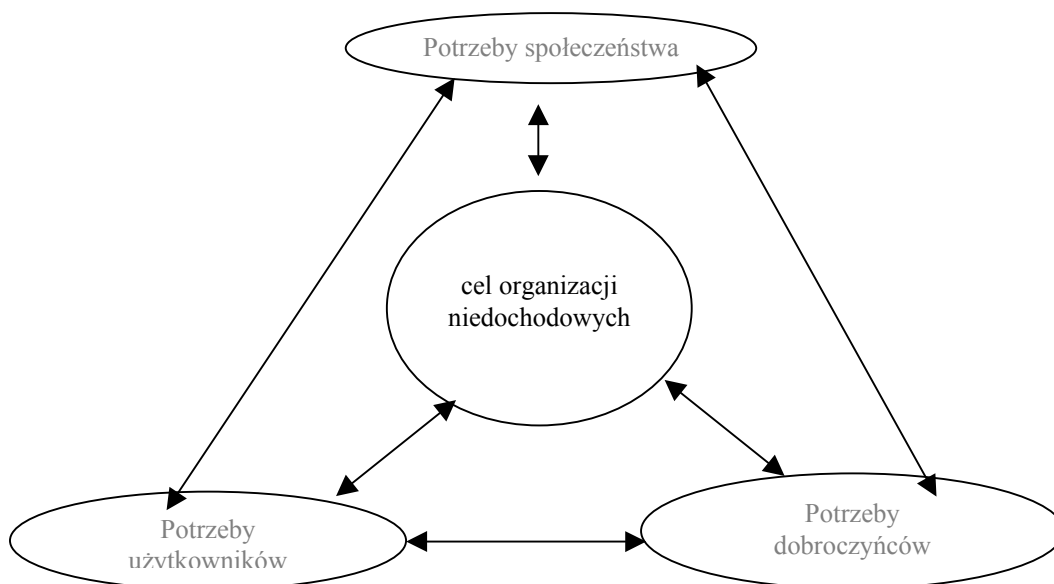 Potrzeby społeczeństwa
cel organizacji
niedochodowych
Potrzeby
użytkowników
Potrzeby
dobroczyńców